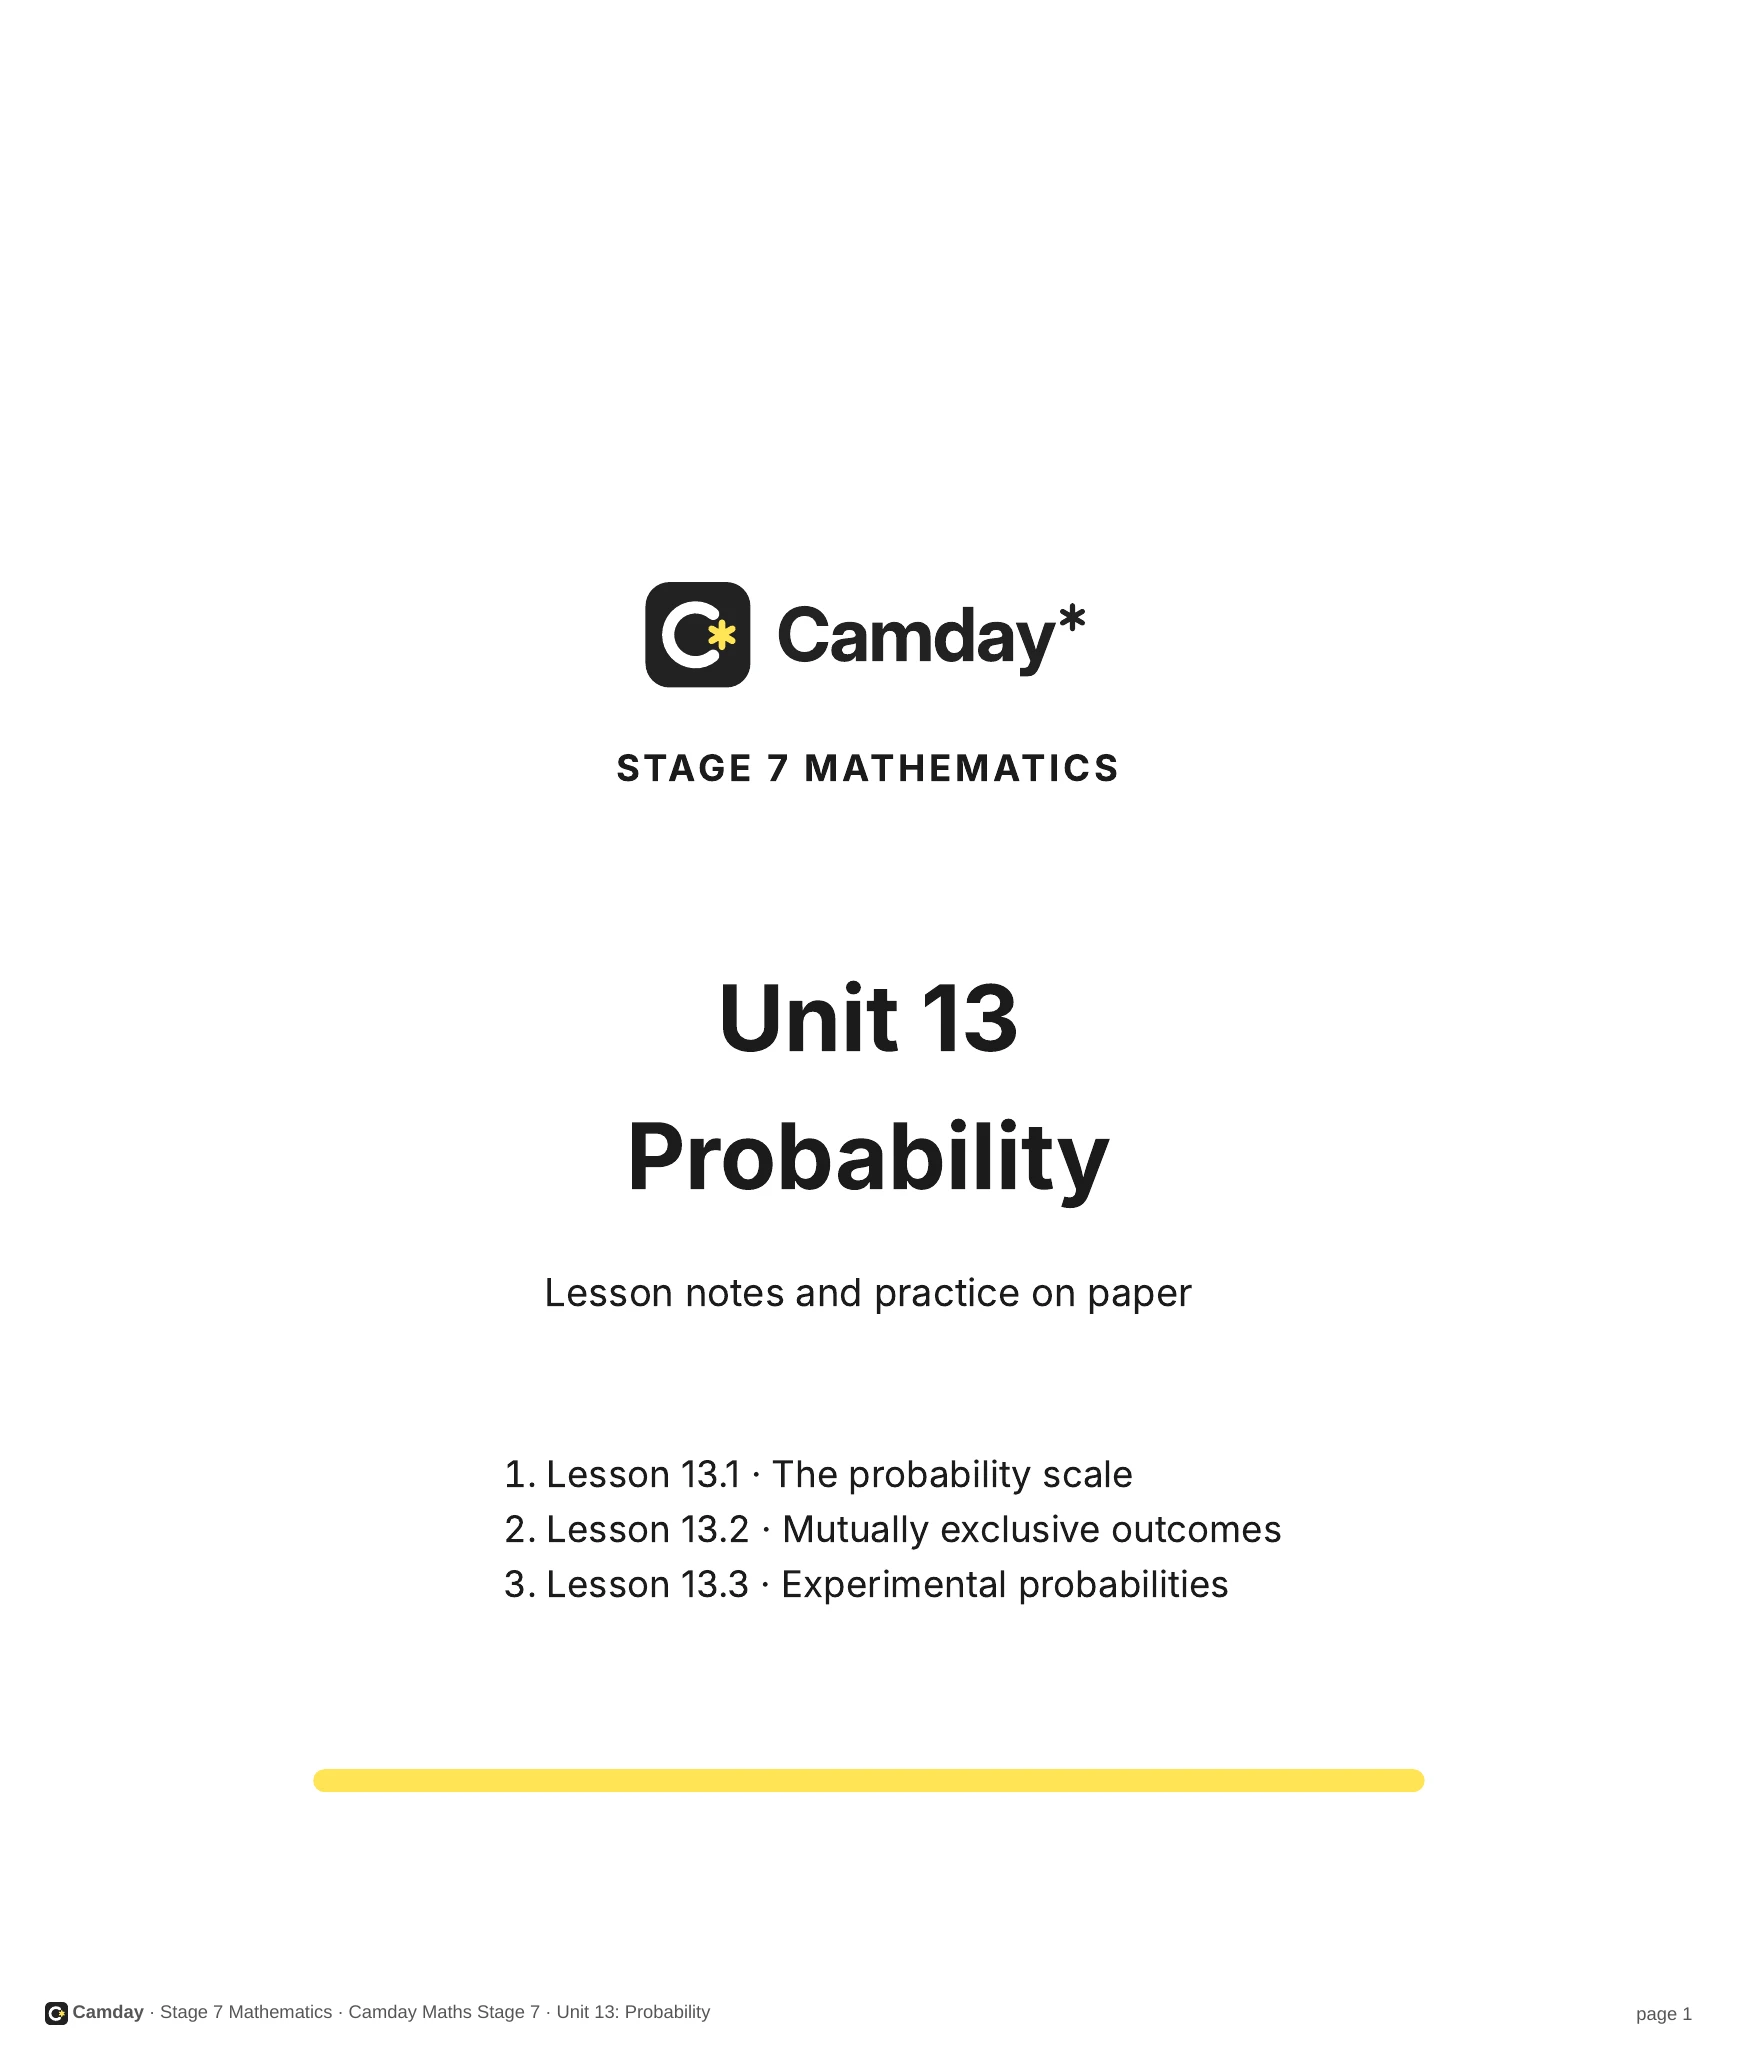 Camday*
STAGE 7 MATHEMATICS
Unit 13
Probability
Lesson notes and practice on paper
1. Lesson 13.1 · The probability scale
2. Lesson 13.2 · Mutually exclusive outcomes
3. Lesson 13.3 · Experimental probabilities
Camday · Stage 7 Mathematics · Camday Maths Stage 7 · Unit 13: Probability
page 1